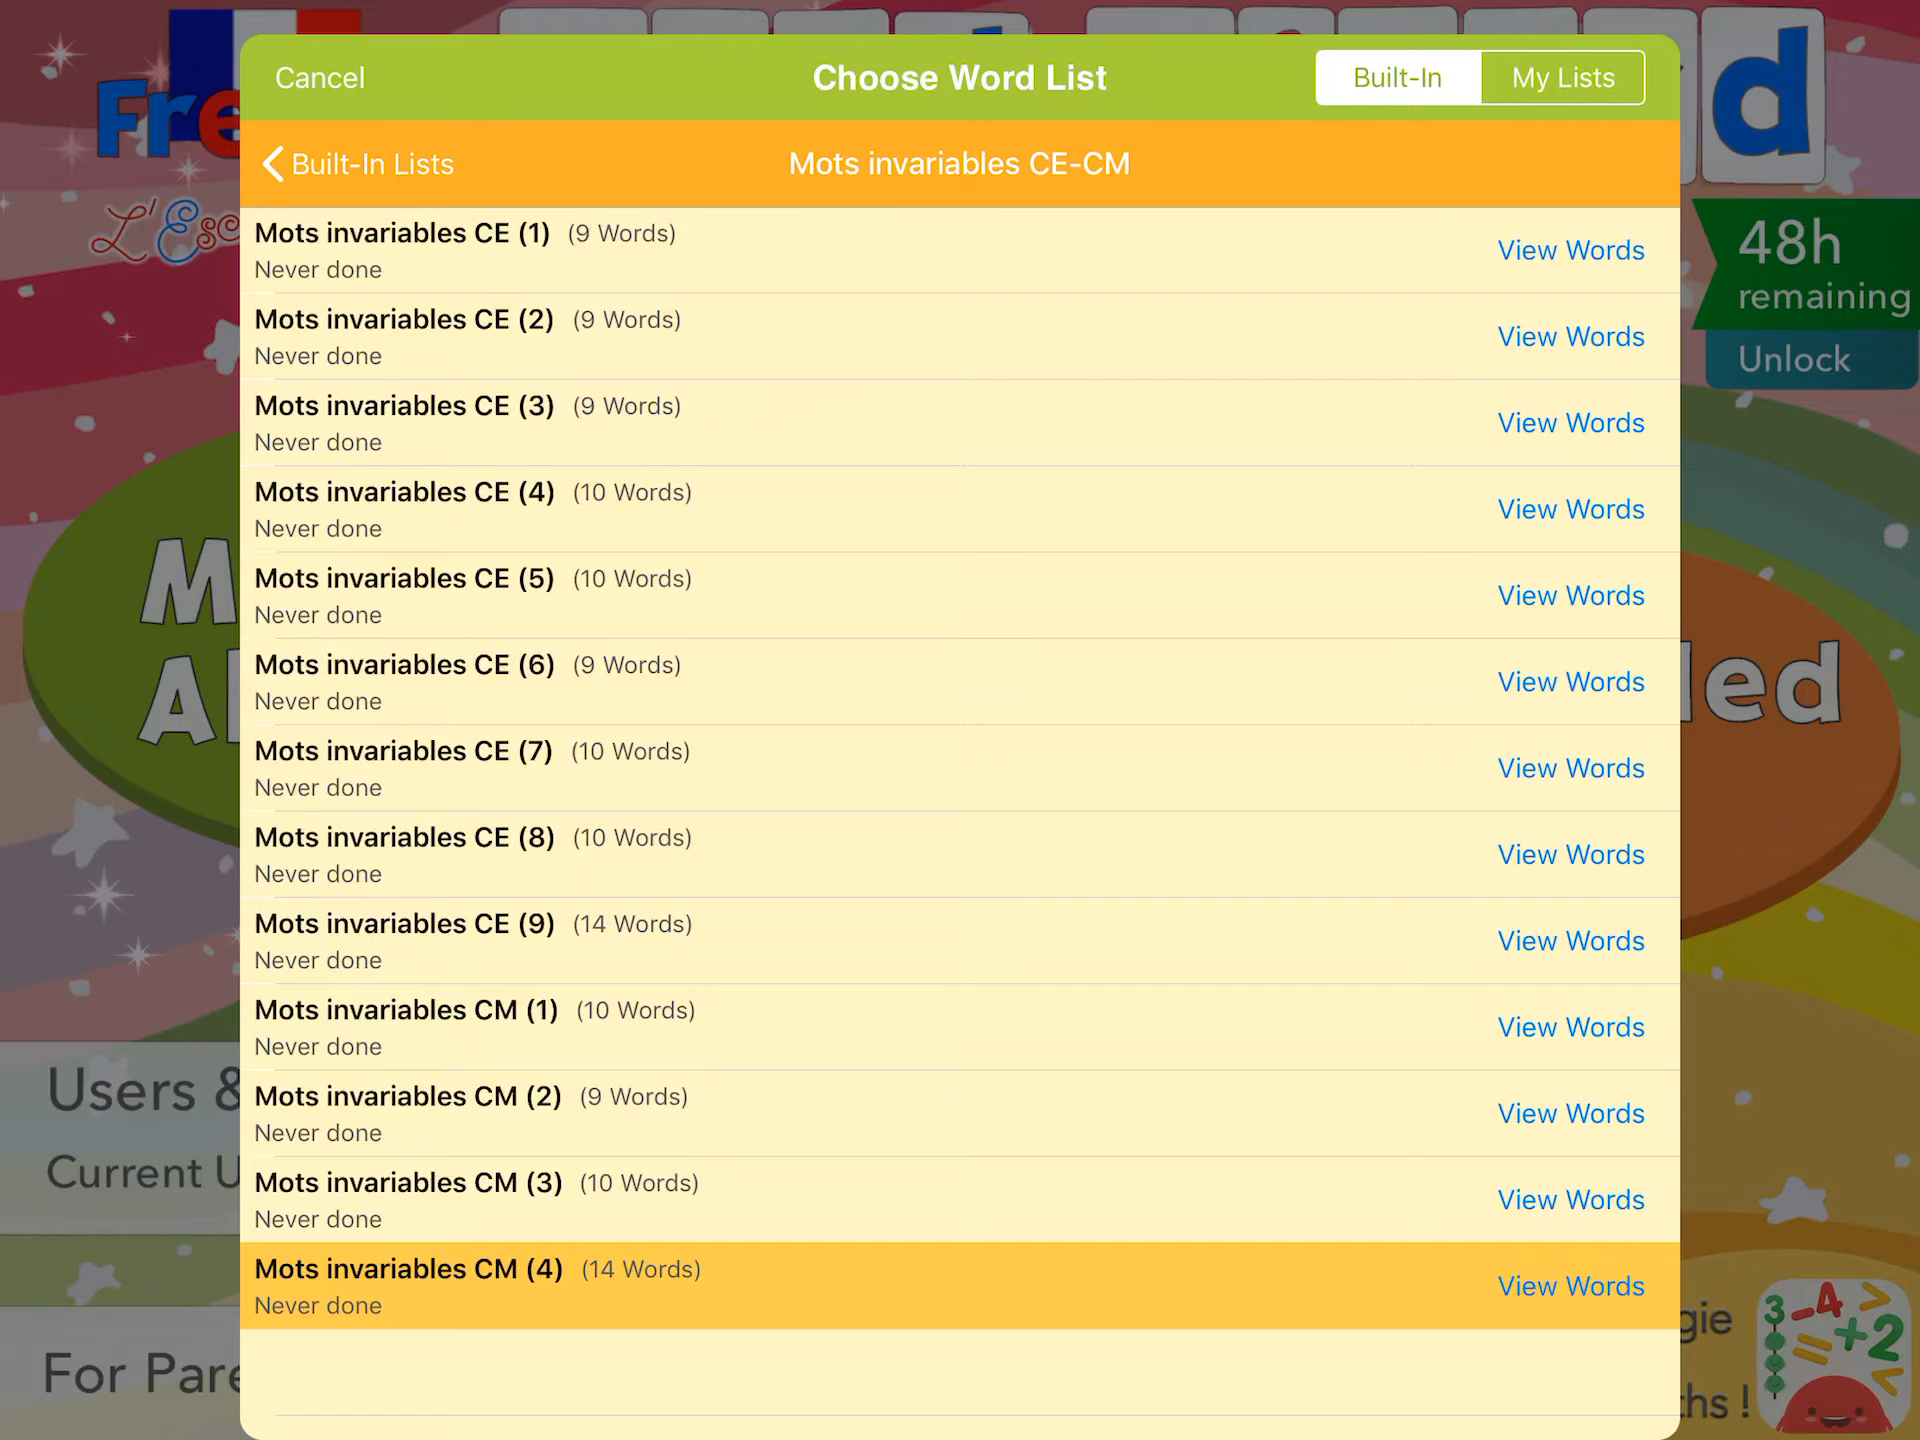 Cancel
Choose Word List
Built-In
My Lists
Built-In Lists
Mots invariables CE-CM
Mots invariables CE (1) (9 Words)
Never done
View Words
Mots invariables CE (2) (9 Words)
Never done
View Words
Mots invariables CE (3) (9 Words)
Never done
View Words
Mots invariables CE (4) (10 Words)
Never done
View Words
Mots invariables CE (5) (10 Words)
Never done
View Words
Mots invariables CE (6) (9 Words)
Never done
View Words
Mots invariables CE (7) (10 Words)
Never done
View Words
Mots invariables CE (8) (10 Words)
Never done
View Words
Mots invariables CE (9) (14 Words)
Never done
View Words
Mots invariables CM (1) (10 Words)
Never done
View Words
Mots invariables CM (2) (9 Words)
Never done
View Words
Mots invariables CM (3) (10 Words)
Never done
View Words
Mots invariables CM (4) (14 Words)
Never done
View Words
48h
remaining
Unlock
Users &
Current
For
3 - 4 >
= + 2
<